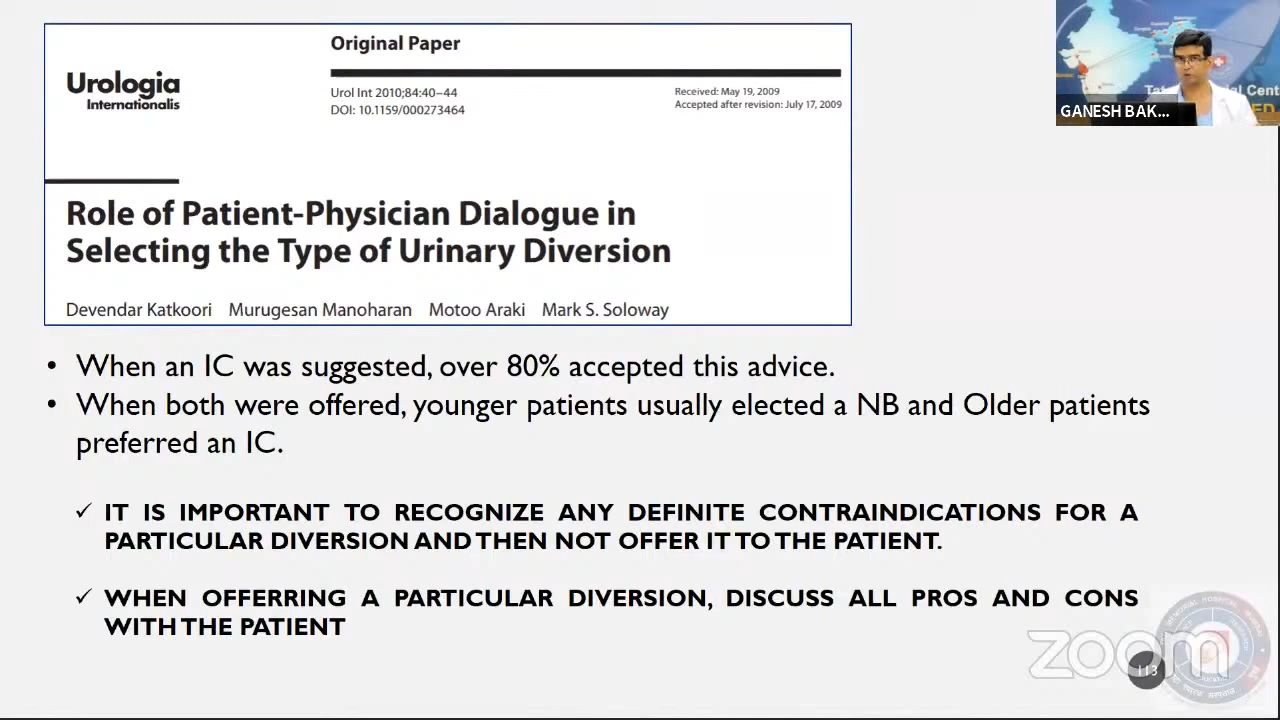 Original Paper
Urologia
Internationalis
Urol Int 2010;84:40–44
DOI: 10.1159/000273464
Received: May 19, 2009
Accepted after revision: July 17, 2009
Role of Patient-Physician Dialogue in
Selecting the Type of Urinary Diversion
Devendar Katkoori Murugesan Manoharan Motoo Araki Mark S. Soloway
GANESH BAK...
• When an IC was suggested, over 80% accepted this advice.
• When both were offered, younger patients usually elected a NB and Older patients
preferred an IC.
✓ IT IS IMPORTANT TO RECOGNIZE ANY DEFINITE CONTRAINDICATIONS FOR A
PARTICULAR DIVERSION AND THEN NOT OFFER IT TO THE PATIENT.
✓ WHEN OFFERRING A PARTICULAR DIVERSION, DISCUSS ALL PROS AND CONS
WITH THE PATIENT
zoom
113